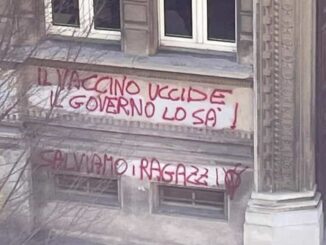 IL VACCINO UCCIDE
IL GOVERNO LO SA' !
SALVIAMO i RAGAZZI